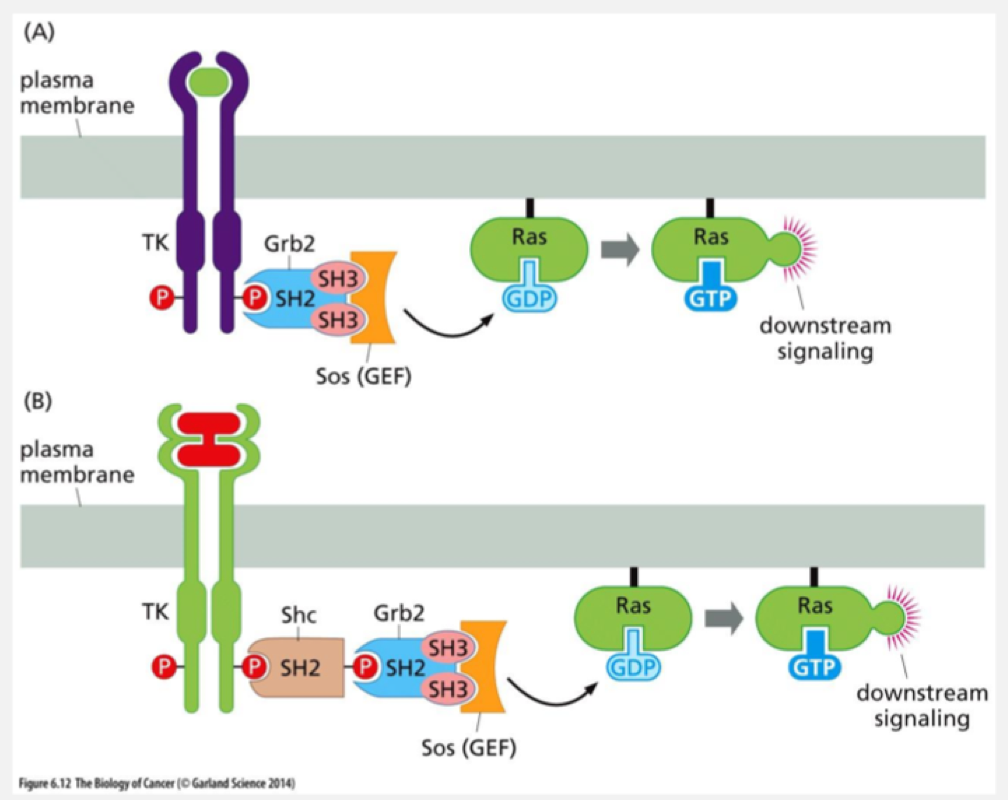 (A)
plasma
membrane
TK
Grb2
P
P
SH2
SH3
SH3
Sos (GEF)
Ras
GDP
Ras
GTP
downstream
signaling
(B)
plasma
membrane
TK
Shc
Grb2
P
P
SH2
P
SH2
SH3
SH3
Sos (GEF)
Ras
GDP
Ras
GTP
downstream
signaling
Figure 6.12 The Biology of Cancer (© Garland Science 2014)